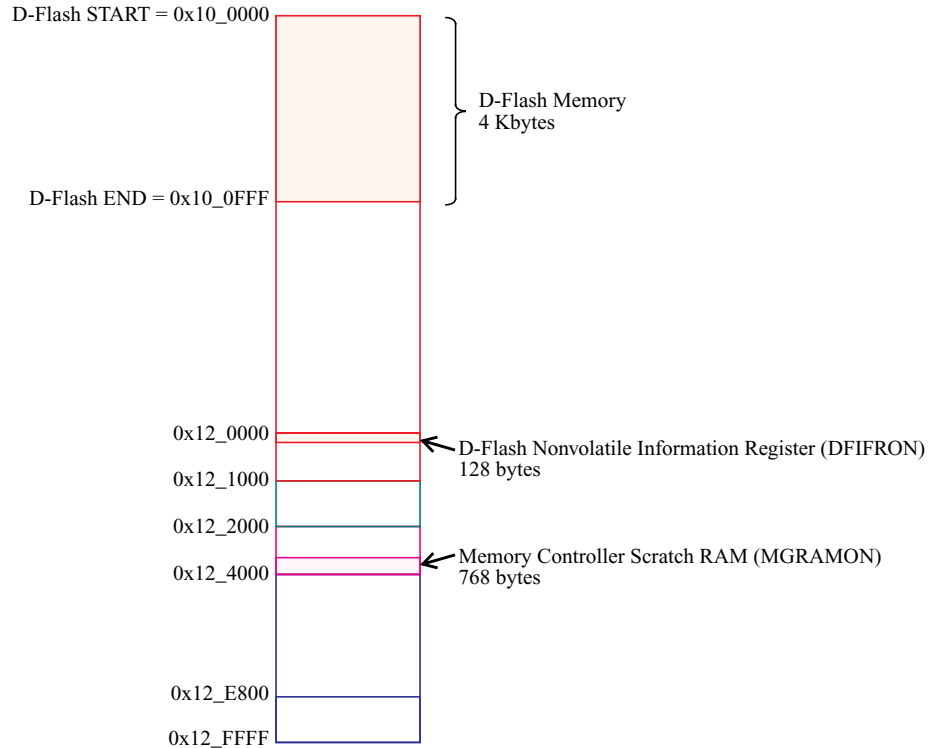 D-Flash START = 0x10_0000
D-Flash Memory
4 Kbytes
D-Flash END = 0x10_0FFF
0x12_0000
D-Flash Nonvolatile Information Register (DFIFRON)
128 bytes
0x12_1000
0x12_2000
Memory Controller Scratch RAM (MGRAMON)
768 bytes
0x12_4000
0x12_E800
0x12_FFFF